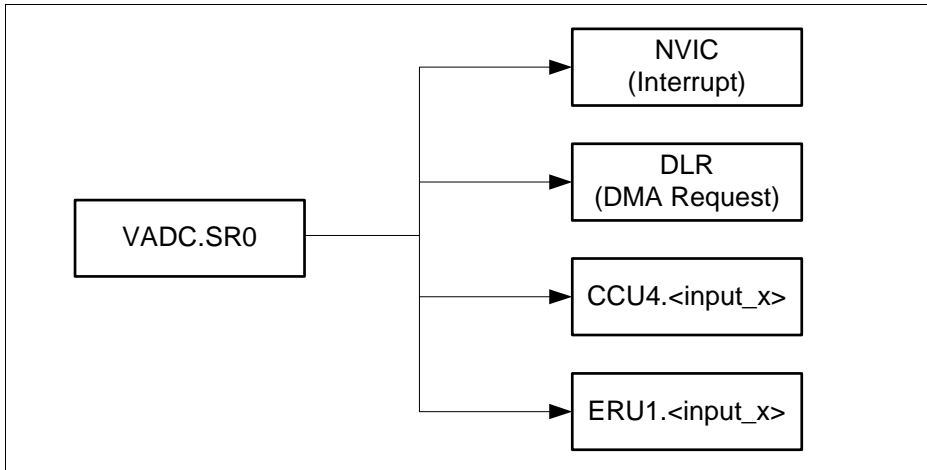 VADC.SR0
NVIC
(Interrupt)
DLR
(DMA Request)
CCU4.<input_x>
ERU1.<input_x>